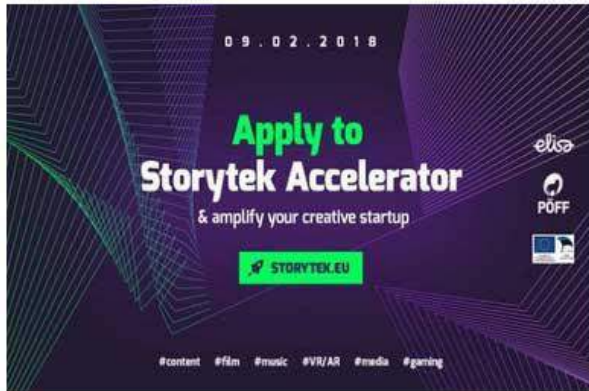 09.02.2018
Apply to
Storytek Accelerator
& amplify your creative startup
STORYTEK.EU
elisa
PÖFF
#content #film #music #VR/AR #media #gaming